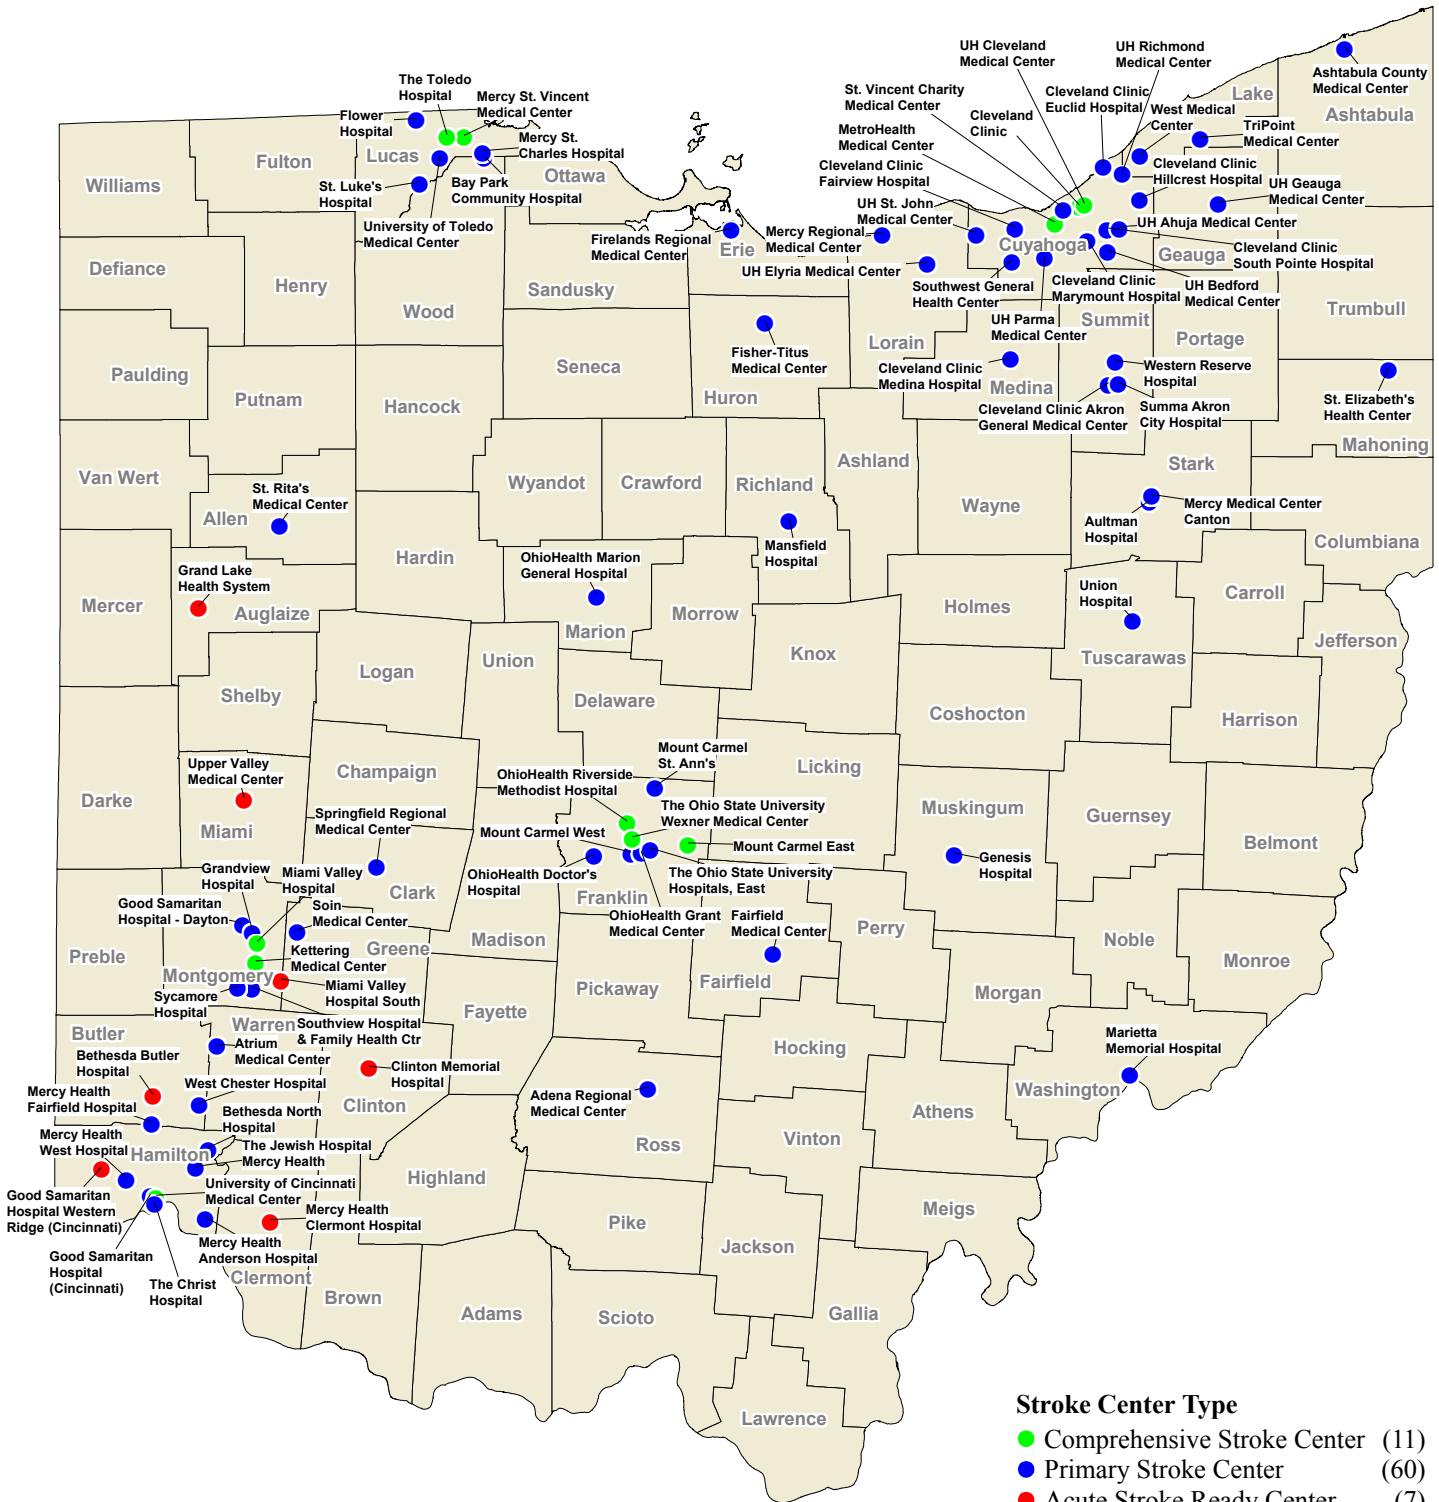 UH Cleveland
Medical Center
UH Richmond
Medical Center
Ashtabula County
Medical Center
The Toledo
Hospital
Mercy St. Vincent
Medical Center
St. Vincent Charity
Medical Center
Cleveland Clinic
Euclid Hospital
Lake
Ashtabula
Flower
Hospital
Cleveland
Clinic
West Medical
Center
TriPoint
Medical Center
MetroHealth
Medical Center
Mercy St.
Charles Hospital
Lucas
Fulton
Williams
Ottawa
Cleveland Clinic
Fairview Hospital
Cleveland Clinic
Hillcrest Hospital
UH Geauga
Medical Center
St. Luke's
Hospital
Bay Park
Community Hospital
UH St. John
Medical Center
University of Toledo
Medical Center
Firelands Regional
Medical Center
Erie
Mercy Regional
Medical Center
UH Ahuja Medical Center
Cuyahoga
Geauga
Cleveland Clinic
South Pointe Hospital
UH Elyria Medical Center
Defiance
Henry
Sandusky
Southwest General
Health Center
Cleveland Clinic
Marymount Hospital
UH Bedford
Medical Center
Wood
Trumbull
UH Parma
Medical Center
Summit
Portage
Lorain
Paulding
Putnam
Hancock
Seneca
Fisher-Titus
Medical Center
Huron
Cleveland Clinic
Medina Hospital
Medina
Western Reserve
Hospital
Cleveland Clinic Akron
General Medical Center
Summa Akron
City Hospital
St. Elizabeth's
Health Center
Mahoning
Van Wert
Allen
St. Rita's
Medical Center
Wyandot
Crawford
Richland
Ashland
Wayne
Stark
Mercy Medical Center
Canton
Aultman
Hospital
Columbiana
Mansfield
Hospital
Hardin
OhioHealth Marion
General Hospital
Grand Lake
Health System
Mercer
Auglaize
Marion
Morrow
Holmes
Union
Hospital
Carroll
Jefferson
Tuscarawas
Knox
Union
Logan
Shelby
Delaware
Coshocton
Harrison
Upper Valley
Medical Center
Champaign
Mount Carmel
St. Ann's
OhioHealth Riverside
Methodist Hospital
Licking
Darke
Miami
Springfield Regional
Medical Center
The Ohio State University
Wexner Medical Center
Muskingum
Guernsey
Belmont
Mount Carmel West
Mount Carmel East
Genesis
Hospital
Grandview
Hospital
Miami Valley
Hospital
Clark
OhioHealth Doctor's
Hospital
Franklin
The Ohio State University
Hospitals, East
Good Samaritan
Hospital - Dayton
Soin
Medical Center
OhioHealth Grant
Medical Center
Fairfield
Medical Center
Perry
Noble
Monroe
Preble
Greene
Madison
Kettering
Medical Center
Montgomery
Miami Valley
Hospital South
Pickaway
Fairfield
Morgan
Sycamore
Hospital
Fayette
Warren
Southview Hospital
& Family Health Ctr
Butler
Atrium
Medical Center
Hocking
Marietta
Memorial Hospital
Bethesda Butler
Hospital
Clinton Memorial
Hospital
Washington
Mercy Health
Fairfield Hospital
West Chester Hospital
Clinton
Adena Regional
Medical Center
Athens
Bethesda North
Hospital
Ross
Vinton
Mercy Health
West Hospital
Hamilton
The Jewish Hospital
Mercy Health
Highland
University of Cincinnati
Medical Center
Good Samaritan
Hospital Western
Ridge (Cincinnati)
Mercy Health
Clermont Hospital
Pike
Jackson
Meigs
Mercy Health
Anderson Hospital
Good Samaritan
Hospital
(Cincinnati)
The Christ
Hospital
Clermont
Brown
Adams
Scioto
Gallia
Lawrence
Stroke Center Type
Comprehensive Stroke Center (11)
Primary Stroke Center (60)
Acute Stroke Ready Center (7)